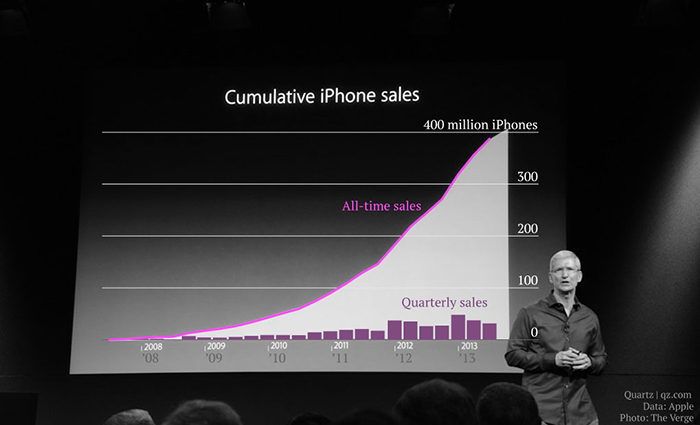 Cumulative iPhone sales
400 million iPhones
300
All-time sales
200
100
Quarterly sales
0
2008 2009 2010 2011 2012 2013
'08 '09 '10 '11 '12 '13
Quartz | qz.com
Data: Apple
Photo: The Verge